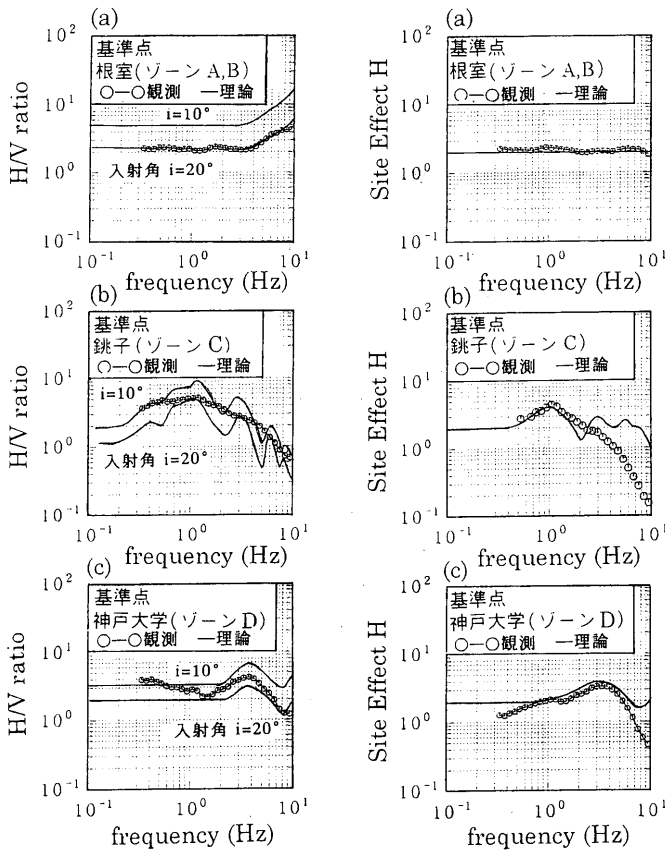 (a)
H/V ratio
10²
10¹
10⁰
10⁻¹
基準点
根室(ゾーン A,B)
○—○観測 —理論
i=10°
入射角 i=20°
10⁻¹ 10⁰ 10¹
frequency (Hz)
(a)
Site Effect H
10²
10¹
10⁰
10⁻¹
基準点
根室(ゾーン A,B)
○—○観測 —理論
10⁻¹ 10⁰ 10¹
frequency (Hz)
(b)
H/V ratio
10²
10¹
10⁰
10⁻¹
基準点
銚子(ゾーン C)
○—○観測 —理論
i=10°
入射角 i=20°
10⁻¹ 10⁰ 10¹
frequency (Hz)
(b)
Site Effect H
10²
10¹
10⁰
10⁻¹
基準点
銚子(ゾーン C)
○—○観測 —理論
10⁻¹ 10⁰ 10¹
frequency (Hz)
(c)
H/V ratio
10²
10¹
10⁰
10⁻¹
基準点
神戸大学(ゾーン D)
○—○観測 —理論
i=10°
入射角 i=20°
10⁻¹ 10⁰ 10¹
frequency (Hz)
(c)
Site Effect H
10²
10¹
10⁰
10⁻¹
基準点
神戸大学(ゾーン D)
○—○観測 —理論
10⁻¹ 10⁰ 10¹
frequency (Hz)